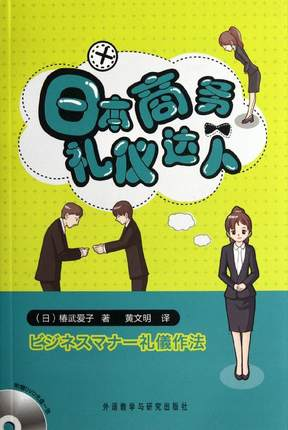 日本商务
礼仪达人
（日）椿武爱子 著 黄文明 译
ビジネスマナー礼儀作法
外语教学与研究出版社